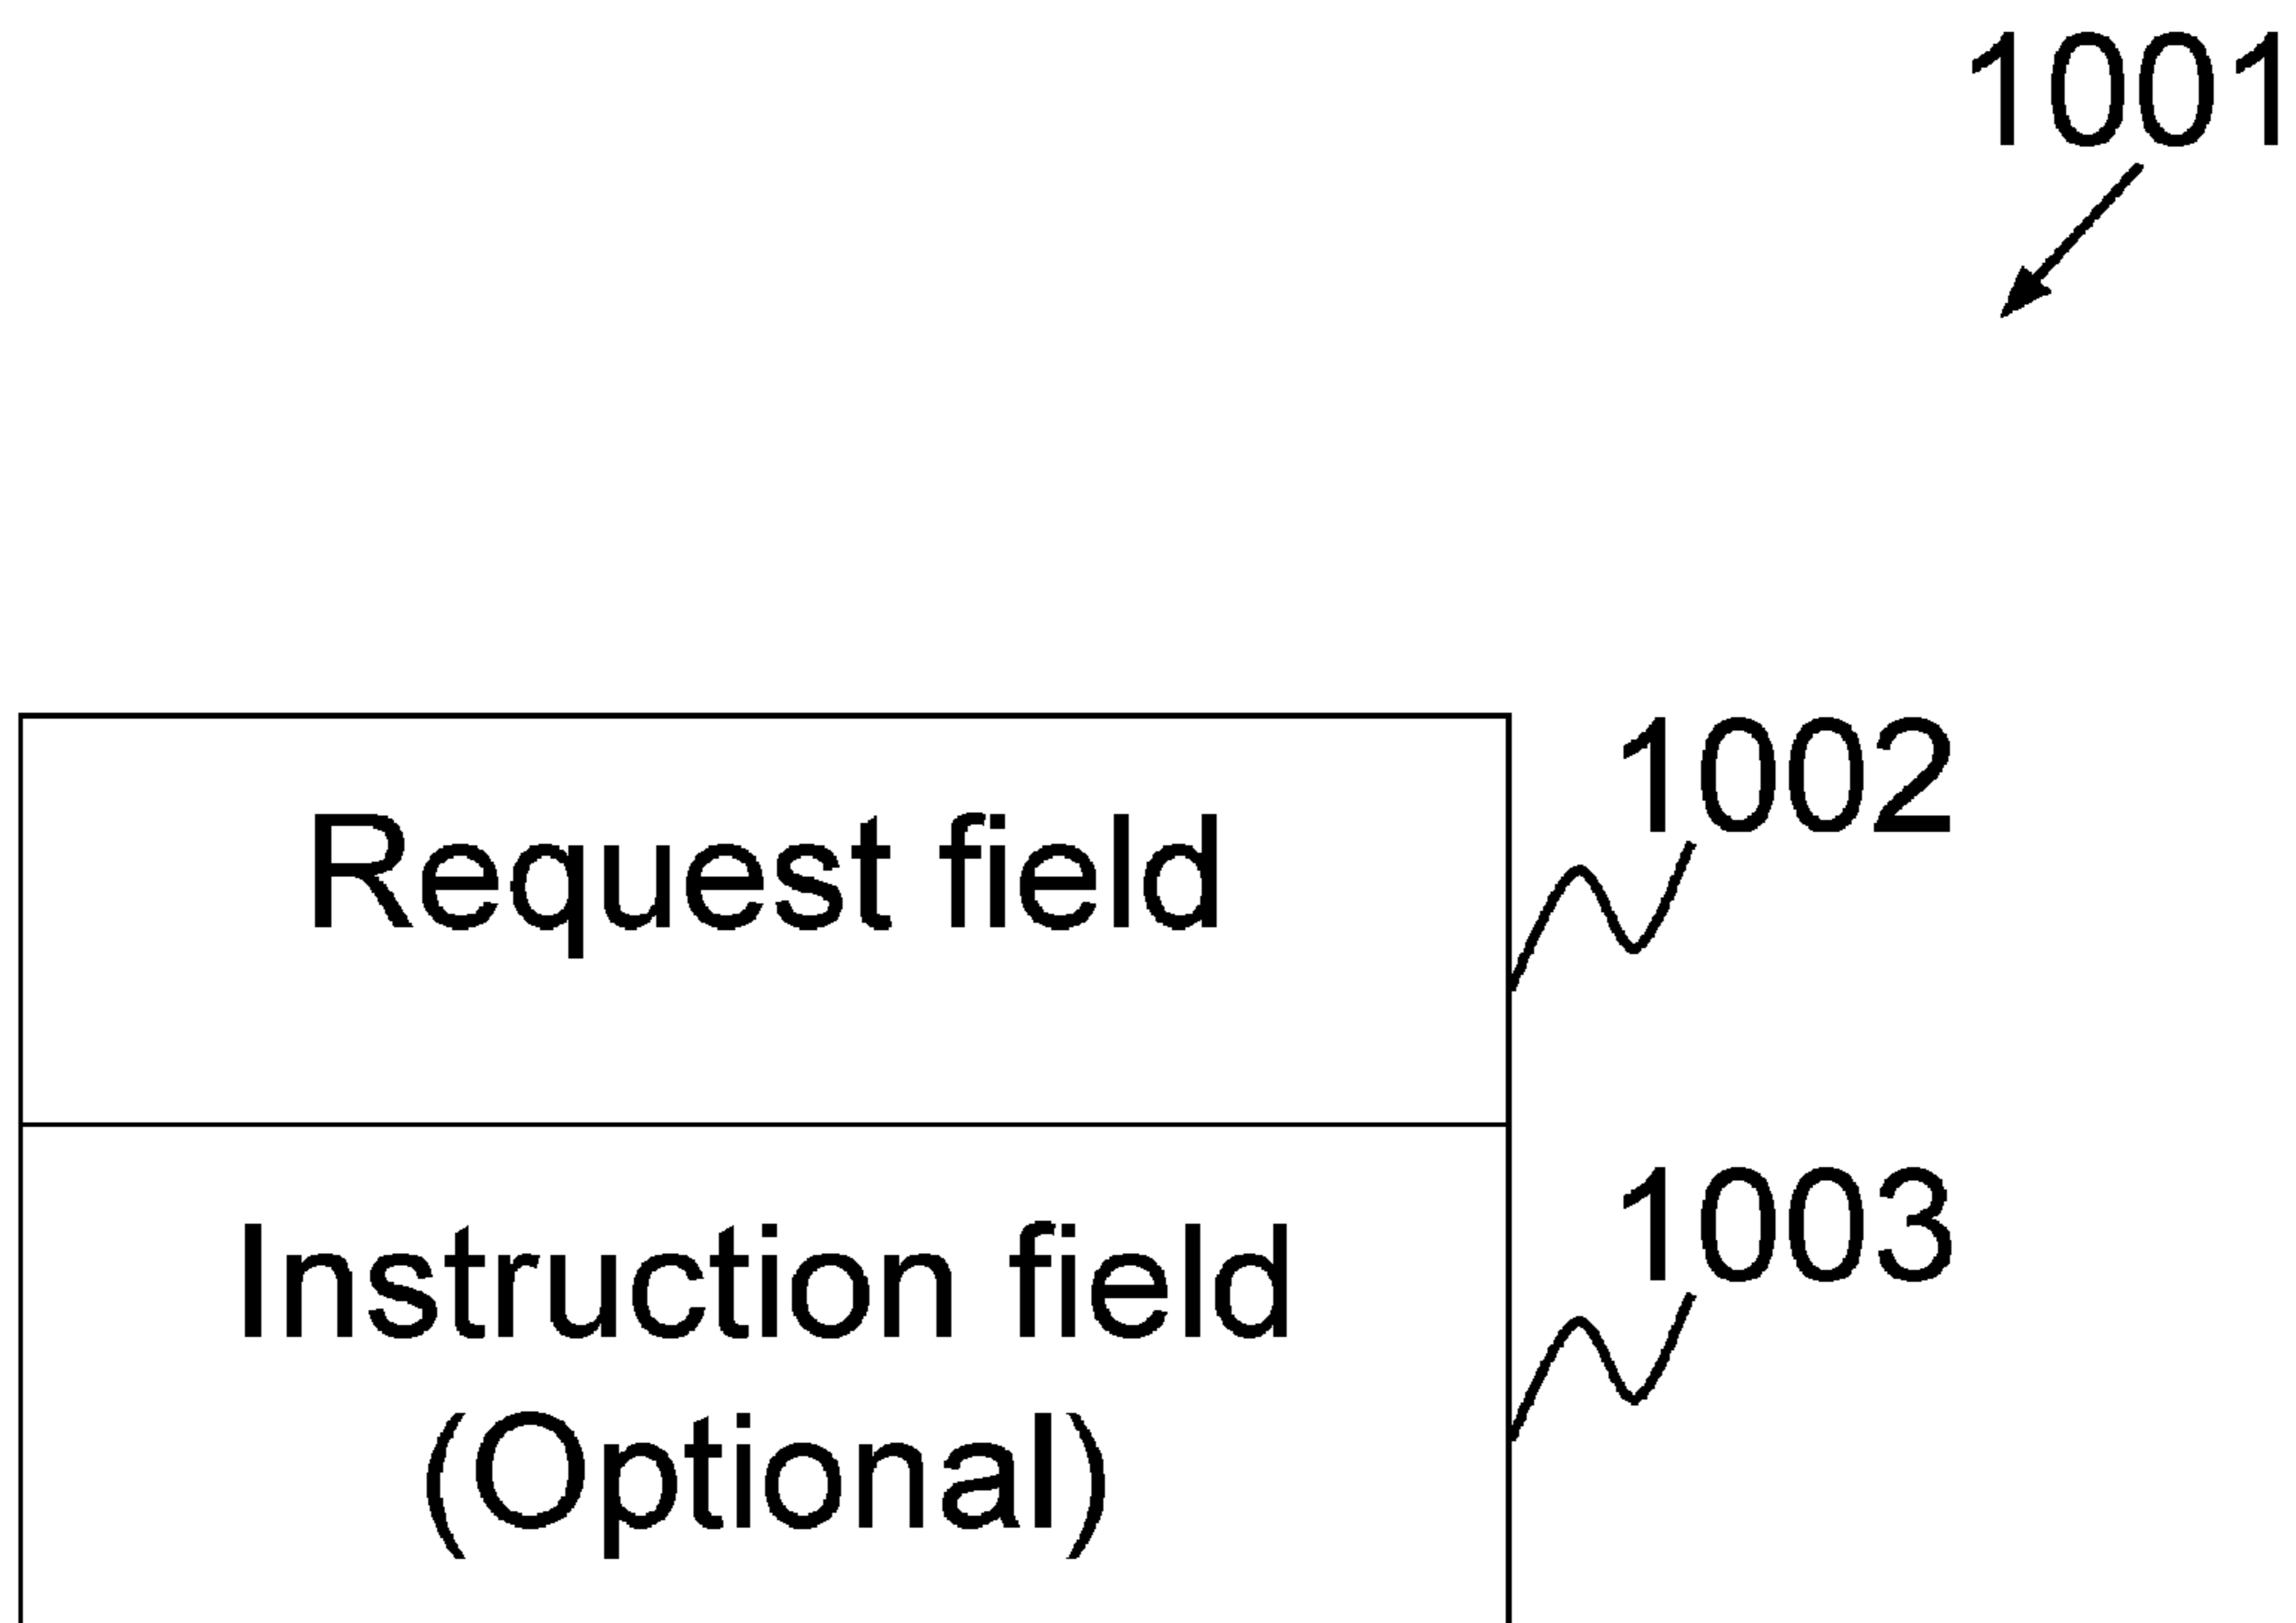 1001
Request field
1002
Instruction field
(Optional)
1003